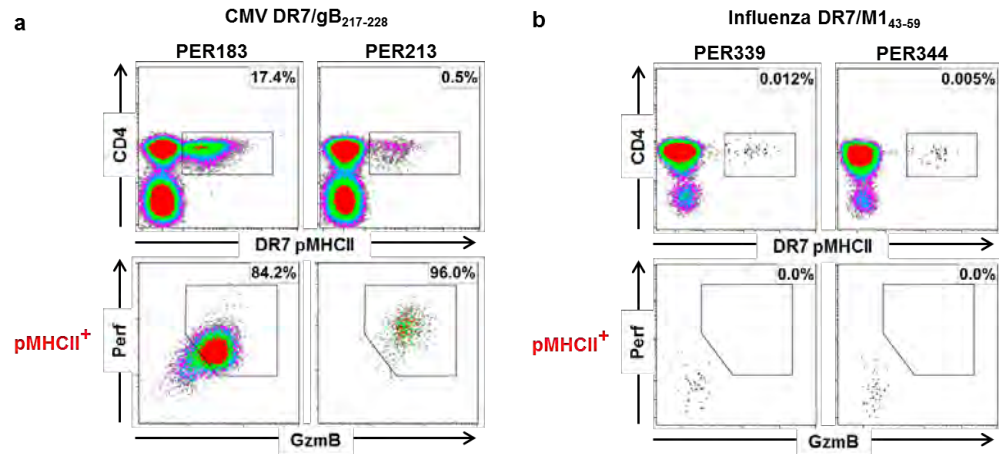 a
CMV DR7/gB217-228
PER183
PER213
17.4%
0.5%
CD4
DR7 pMHCII
84.2%
96.0%
pMHCII+
Perf
GzmB
b
Influenza DR7/M143-59
PER339
PER344
0.012%
0.005%
CD4
DR7 pMHCII
0.0%
0.0%
pMHCII+
Perf
GzmB